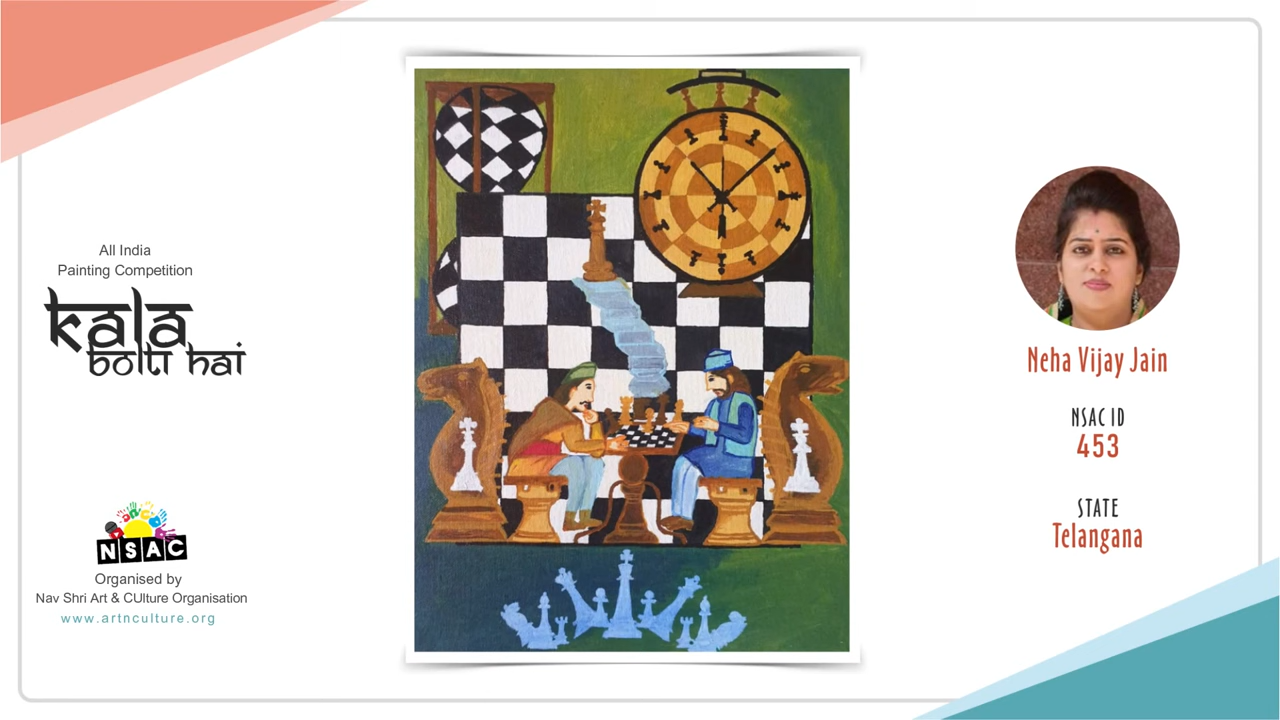 All India
Painting Competition
kala
bolti hai
NSAC
Organised by
Nav Shri Art & CUlture Organisation
www.artnculture.org
Neha Vijay Jain
NSAC ID
453
STATE
Telangana